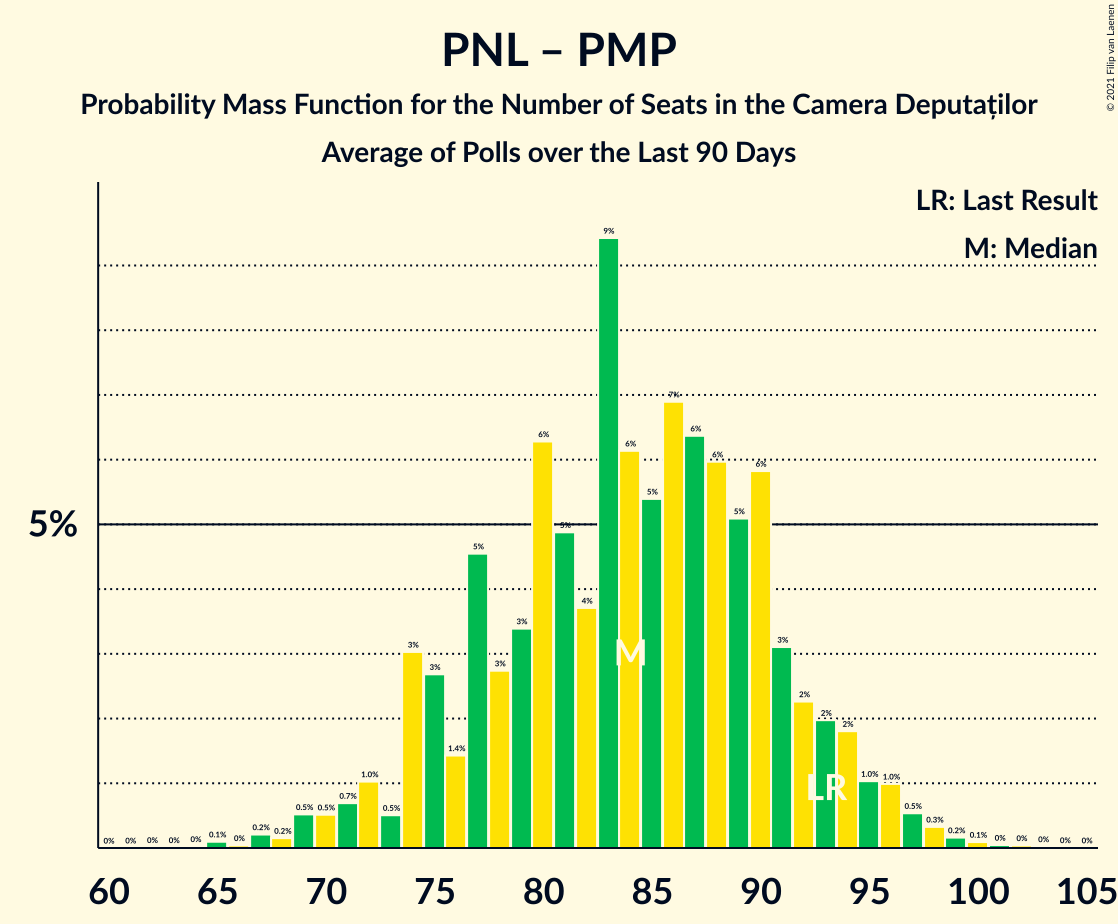 PNL – PMP
Probability Mass Function for the Number of Seats in the Camera Deputaților
Average of Polls over the Last 90 Days
© 2021 Filip van Laenen
LR: Last Result
M: Median
5%
0% 0% 0% 0% 0% 0.1% 0% 0.2% 0.2% 0.5% 0.5% 0.7% 1.0% 0.5% 3% 3% 1.4% 5% 3% 3% 6% 5% 4% 9% 6% 5% 7% 6% 6% 5% 6% 3% 2% 2% 2% 1.0% 1.0% 0.5% 0.3% 0.2% 0.1% 0% 0% 0% 0% 0%
M
LR
60 65 70 75 80 85 90 95 100 105